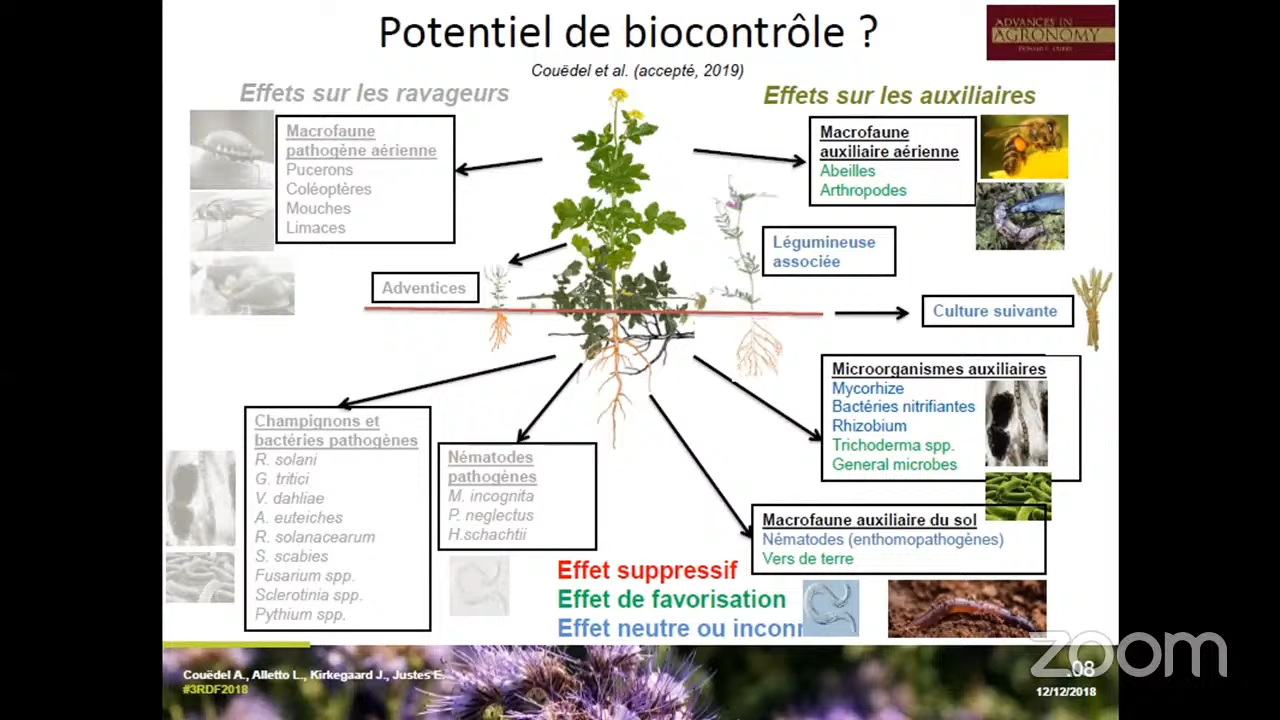 Potentiel de biocontrôle ?
ADVANCES IN
AGRONOMY
Couëdel et al. (accepté, 2019)
Effets sur les ravageurs
Effets sur les auxiliaires
Macrofaune
pathogène aérienne
Pucerons
Coléoptères
Mouches
Limaces
Macrofaune
auxiliaire aérienne
Abeilles
Arthropodes
Légumineuse
associée
Adventices
Culture suivante
Microorganismes auxiliaires
Mycorhize
Bactéries nitrifiantes
Rhizobium
Trichoderma spp.
General microbes
Champignons et
bactéries pathogènes
R. solani
G. tritici
V. dahliae
A. euteiches
R. solanacearum
S. scabies
Fusarium spp.
Sclerotinia spp.
Pythium spp.
Nématodes
pathogènes
M. incognita
P. neglectus
H.schachtii
Macrofaune auxiliaire du sol
Nématodes (enthomopathogènes)
Vers de terre
Effet suppressif
Effet de favorisation
Effet neutre ou inconn
Couëdel A., Alletto L., Kirkegaard J., Justes E.
#3RDF2018
.08
12/12/2018
zoom